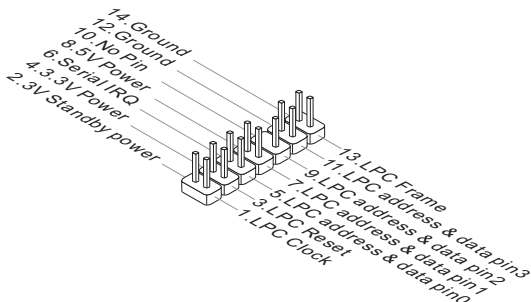 14.Ground
12.Ground
10.No Pin
8.5V Power
6.Serial IRQ
4.3.3V Power
2.3V Standby power
13.LPC Frame
11.LPC address & data pin3
9.LPC address & data pin2
7.LPC address & data pin1
5.LPC address & data pin0
3.LPC Reset
1.LPC Clock